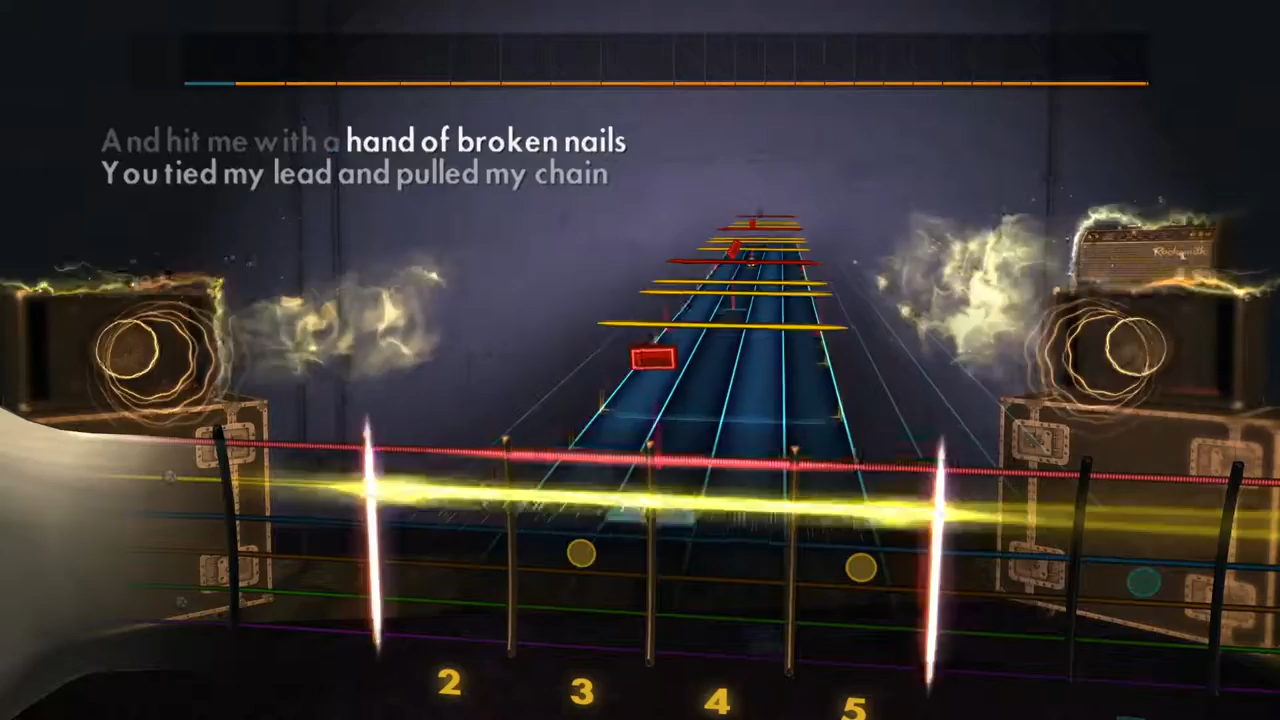 And hit me with a hand of broken nails
You tied my lead and pulled my chain
Rocksmith
2 3 4 5